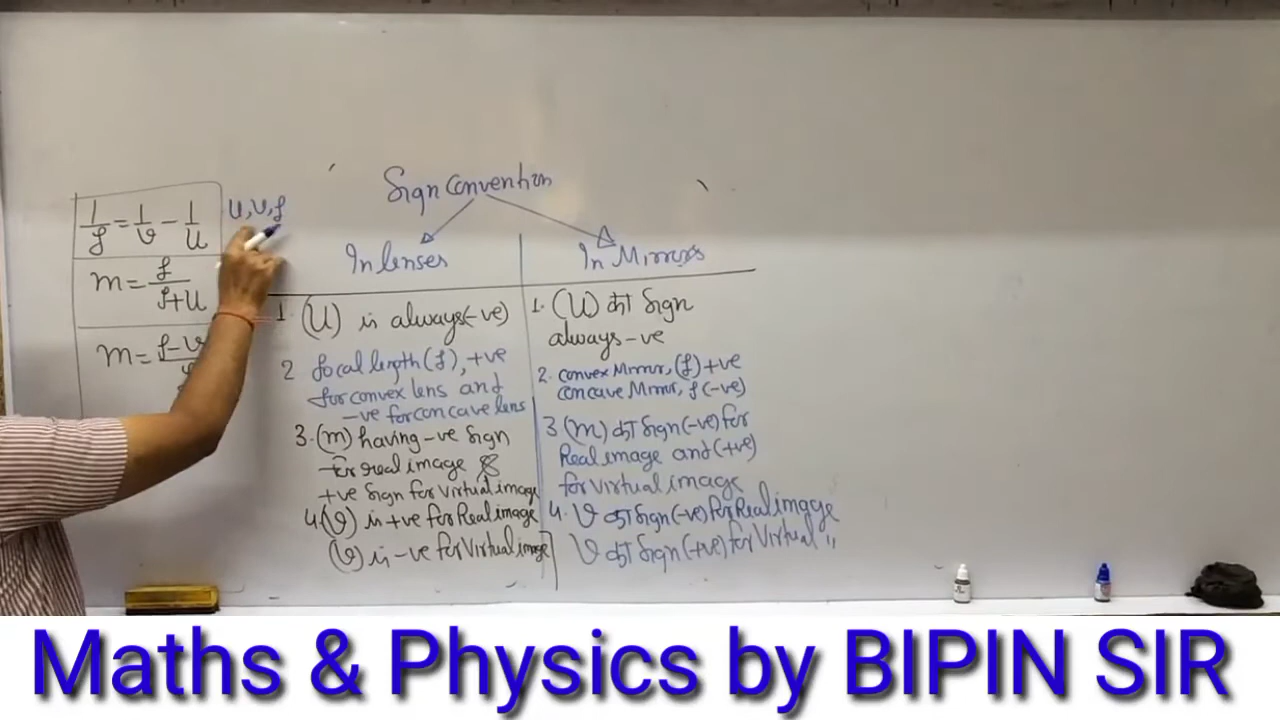 Sign Convention
1/f = 1/v - 1/u
u, v, f
m = f/f+u
m = f-v
In lenses
1. (u) is always(-ve)
2 focal length (f), +ve
for convex lens and
-ve for concave lens
3. (m) having -ve sign
for real image &
+ve sign for virtual image
4. (v) is +ve for Real image
(v) is -ve for Virtual image
In Mirrors
1. (u) का Sign
always -ve
2. convex Mirror, (f) +ve
concave Mirror, f (-ve)
3 (m) का sign (-ve) for
Real image and (+ve)
for virtual image
4. v का sign (-ve) for Real image
v का sign (+ve) for Virtual ,,
Maths & Physics by BIPIN SIR